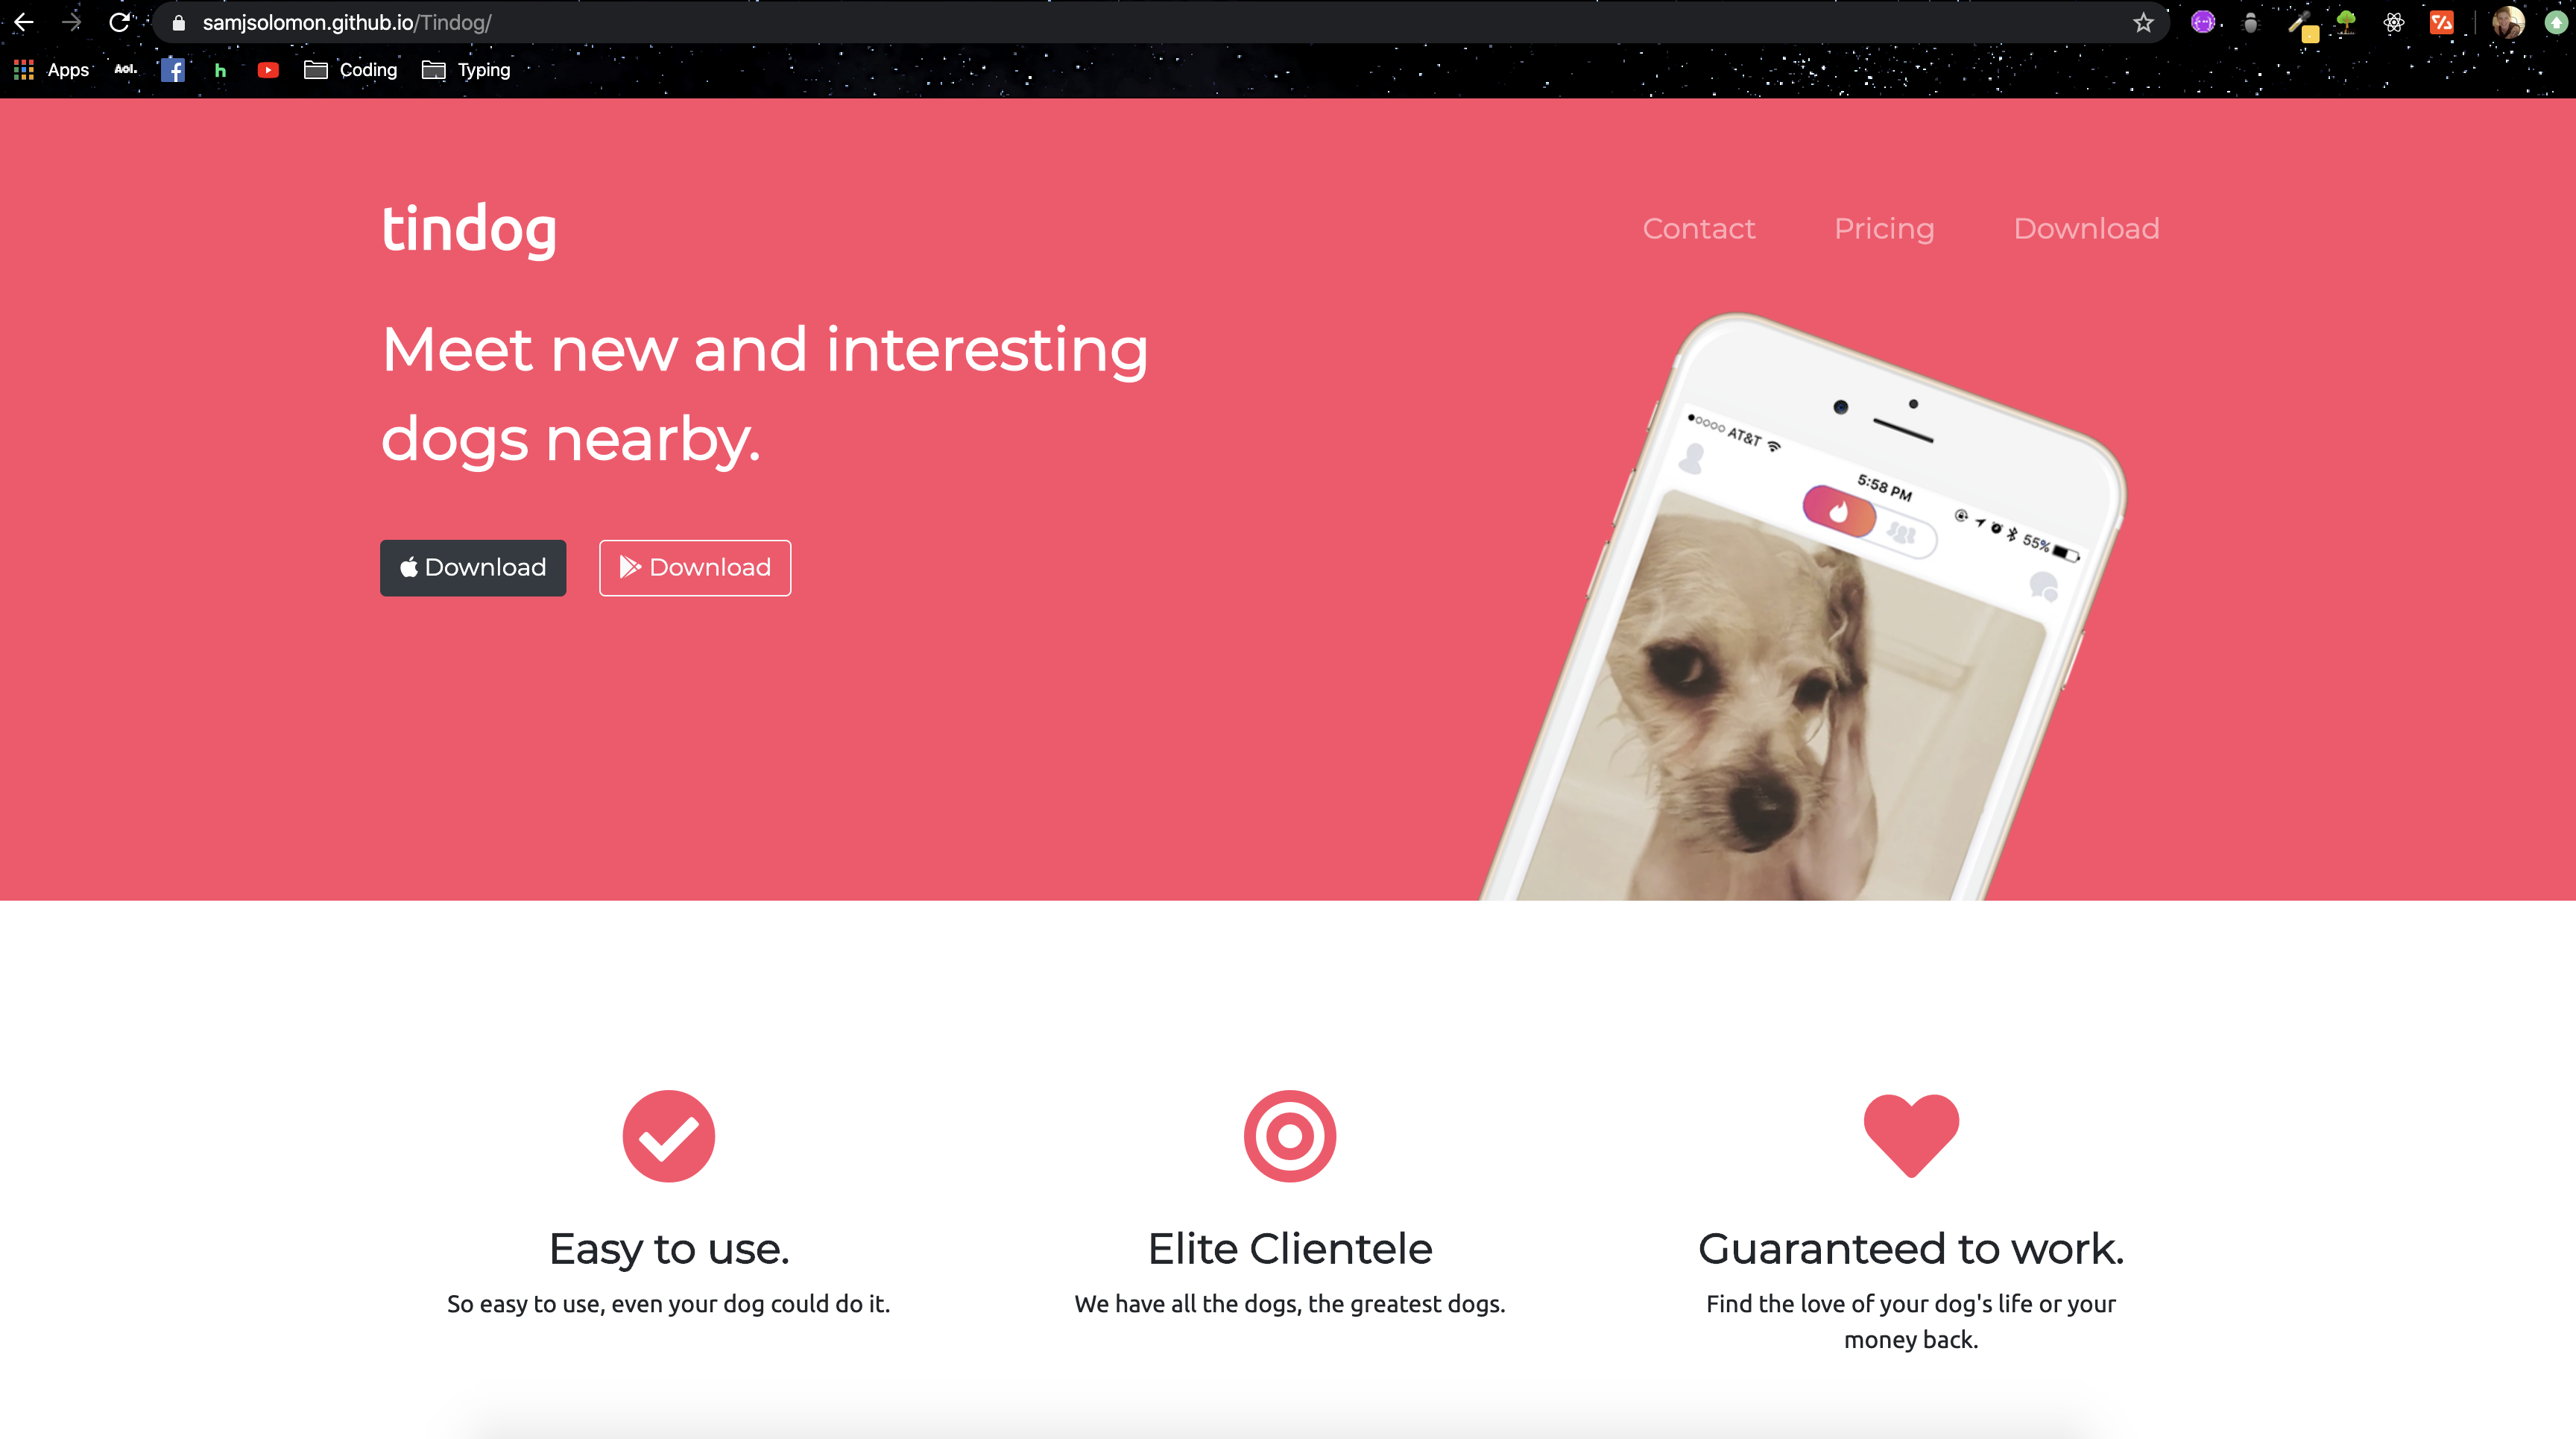 samjsolomon.github.io/Tindog/
Apps Aol. h Coding Typing
tindog
Contact Pricing Download
Meet new and interesting
dogs nearby.
Download Download
AT&T
5:58 PM
55%
Easy to use.
So easy to use, even your dog could do it.
Elite Clientele
We have all the dogs, the greatest dogs.
Guaranteed to work.
Find the love of your dog's life or your
money back.